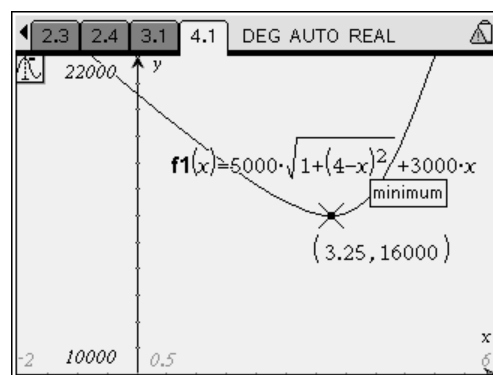 2.3 2.4 3.1 4.1 DEG AUTO REAL
22000 y
f1(x)=5000·√1+(4-x)² +3000·x
minimum
(3.25,16000)
x
-2 10000 0.5 6